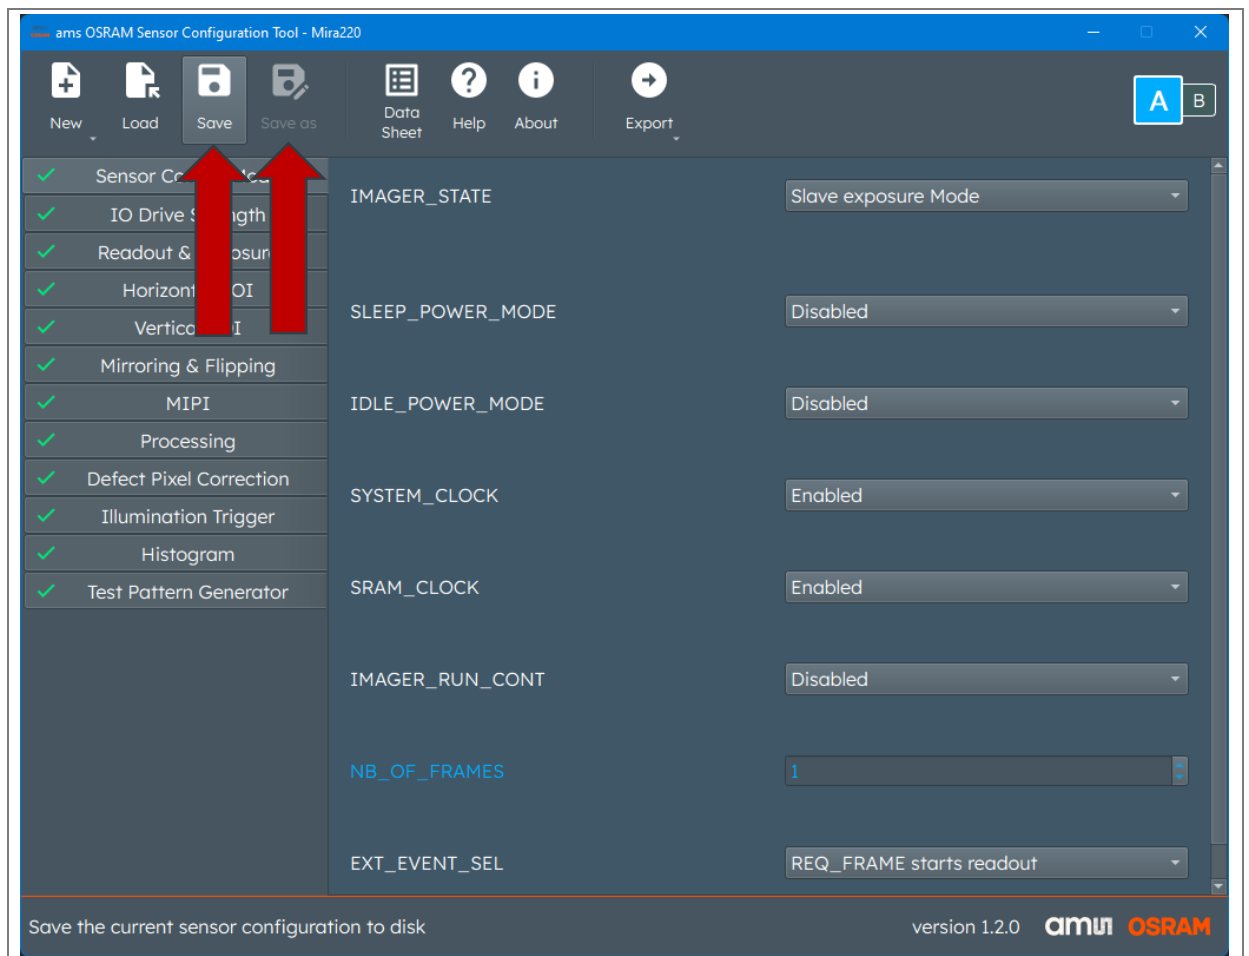 ams OSRAM Sensor Configuration Tool - Mira220
New
Load
Save
Save as
Data
Sheet
Help
About
Export
A
B
Sensor
IO Drive
Readout &
Mirroring & Flipping
MIPI
Processing
Defect Pixel Correction
Illumination Trigger
Histogram
Test Pattern Generator
IMAGER_STATE
Slave exposure Mode
SLEEP_POWER_MODE
Disabled
IDLE_POWER_MODE
Disabled
SYSTEM_CLOCK
Enabled
SRAM_CLOCK
Enabled
IMAGER_RUN_CONT
Disabled
NB_OF_FRAMES
1
EXT_EVENT_SEL
REQ_FRAME starts readout
Save the current sensor configuration to disk
version 1.2.0
amu OSRAM